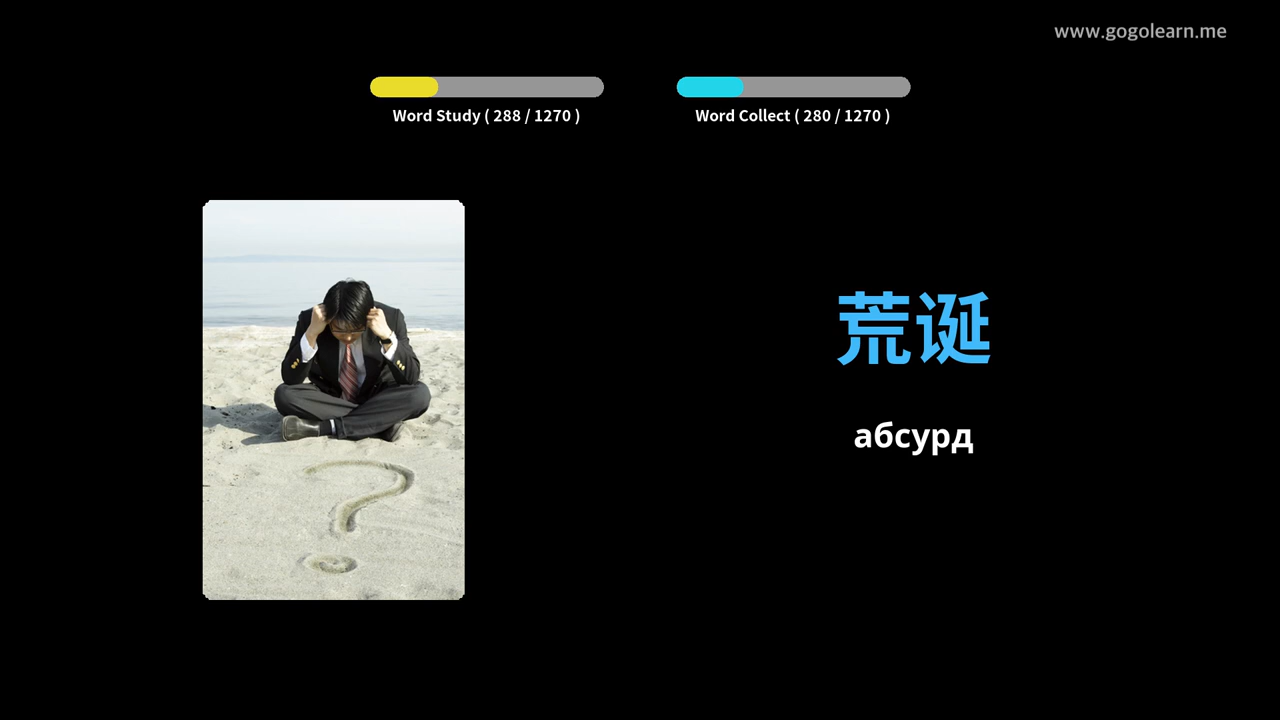 www.gogolearn.me
Word Study ( 288 / 1270 )
Word Collect ( 280 / 1270 )
荒诞
абсурд
?